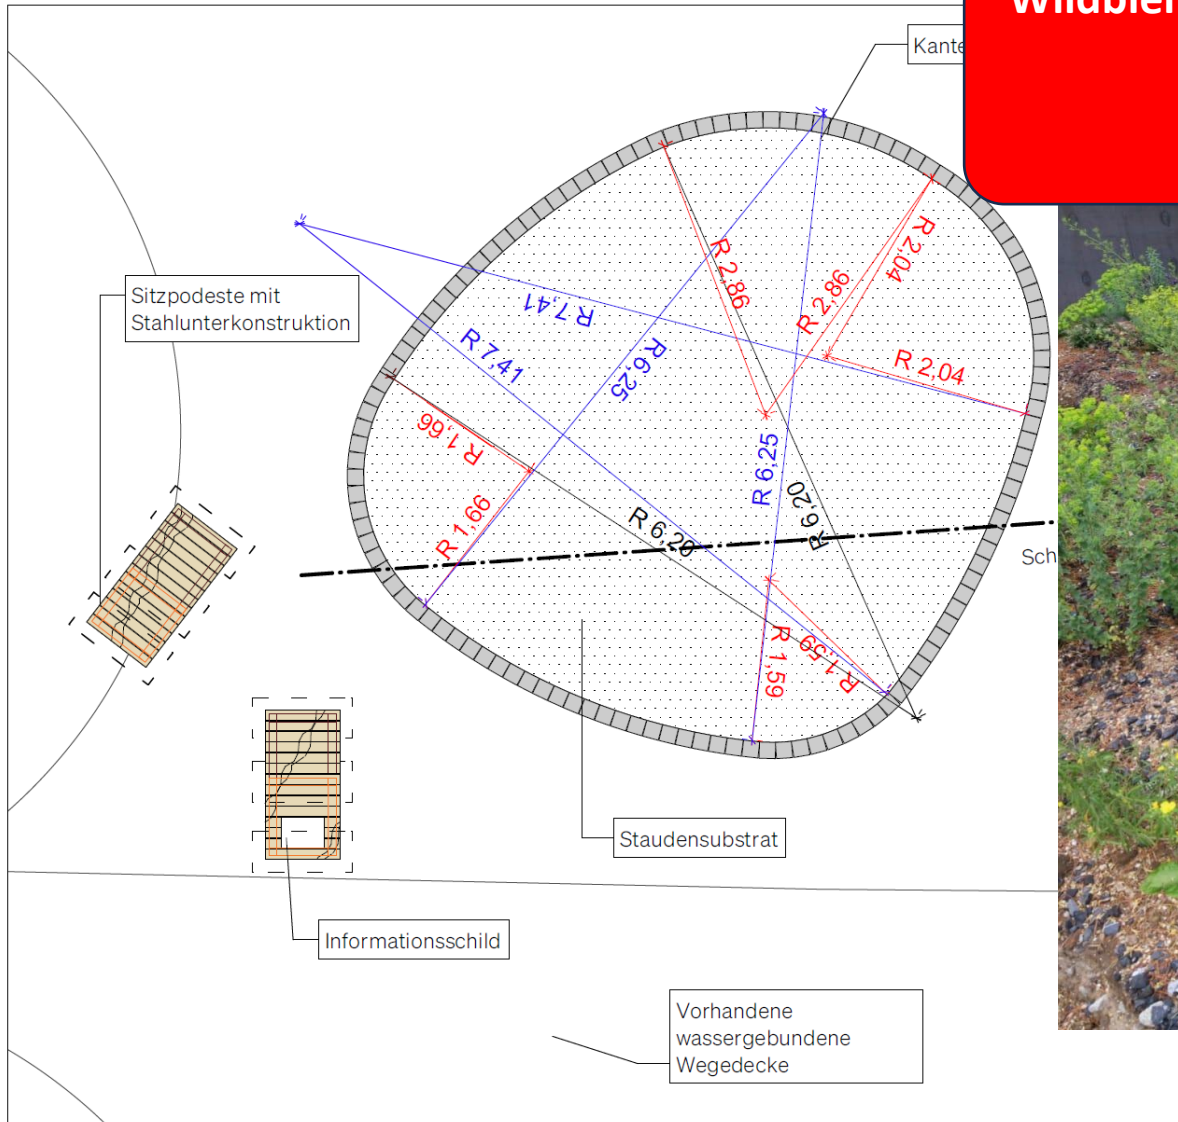 Wildbien
Kante
R 2,86
R 2,04
R 2,86
Sitzpodeste mit
Stahlunterkonstruktion
R 7,41
R 7,41
R 6,25
R 2,04
R 1,66
R 6,25
R 1,66
R 6,20
R 6,20
Sch
R 1,59
R 1,59
Staudensubstrat
Informationsschild
Vorhandene
wassergebundene
Wegedecke